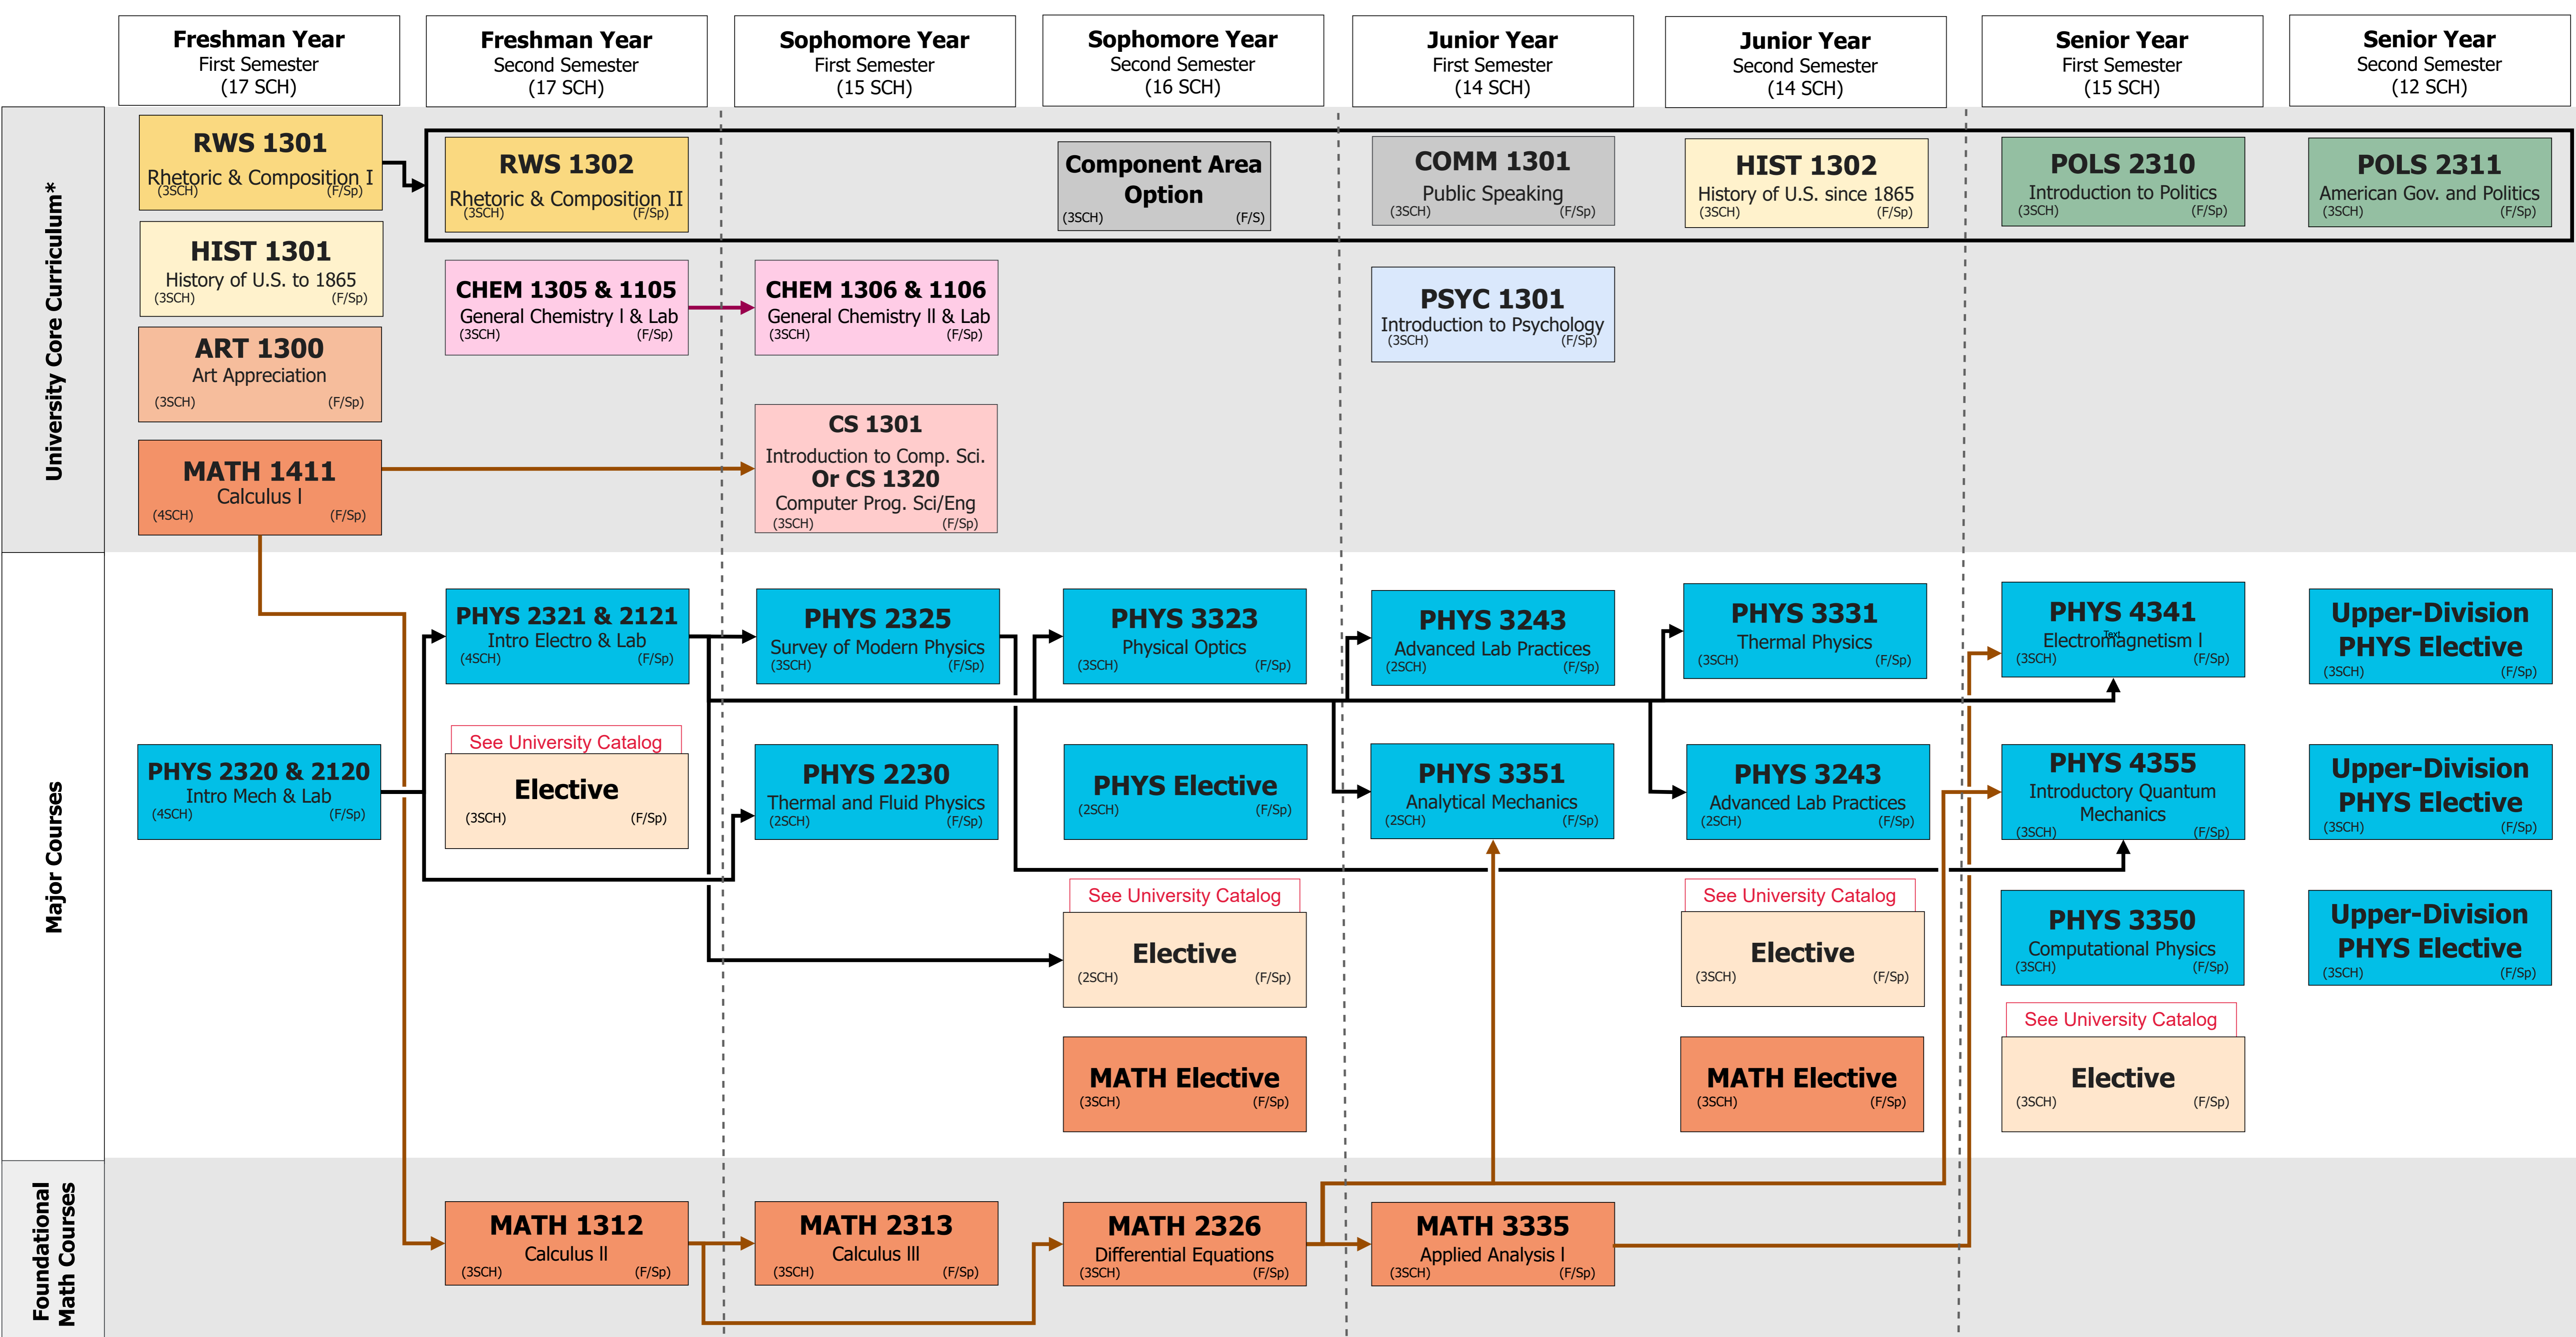 Freshman Year
First Semester
(17 SCH)
Freshman Year
Second Semester
(17 SCH)
Sophomore Year
First Semester
(15 SCH)
Sophomore Year
Second Semester
(16 SCH)
Junior Year
First Semester
(14 SCH)
Junior Year
Second Semester
(14 SCH)
Senior Year
First Semester
(15 SCH)
Senior Year
Second Semester
(12 SCH)
University Core Curriculum*
RWS 1301
Rhetoric & Composition I
(3SCH) (F/Sp)
RWS 1302
Rhetoric & Composition II
(3SCH) (F/Sp)
Component Area
Option
(3SCH) (F/S)
COMM 1301
Public Speaking
(3SCH) (F/Sp)
HIST 1302
History of U.S. since 1865
(3SCH) (F/Sp)
POLS 2310
Introduction to Politics
(3SCH) (F/Sp)
POLS 2311
American Gov. and Politics
(3SCH) (F/Sp)
HIST 1301
History of U.S. to 1865
(3SCH) (F/Sp)
CHEM 1305 & 1105
General Chemistry l & Lab
(3SCH) (F/Sp)
CHEM 1306 & 1106
General Chemistry ll & Lab
(3SCH) (F/Sp)
PSYC 1301
Introduction to Psychology
(3SCH) (F/Sp)
ART 1300
Art Appreciation
(3SCH) (F/Sp)
MATH 1411
Calculus l
(4SCH) (F/Sp)
CS 1301
Introduction to Comp. Sci.
Or CS 1320
Computer Prog. Sci/Eng
(3SCH) (F/Sp)
Major Courses
PHYS 2321 & 2121
Intro Electro & Lab
(4SCH) (F/Sp)
PHYS 2325
Survey of Modern Physics
(3SCH) (F/Sp)
PHYS 3323
Physical Optics
(3SCH) (F/Sp)
PHYS 3243
Advanced Lab Practices
(2SCH) (F/Sp)
PHYS 3331
Thermal Physics
(3SCH) (F/Sp)
PHYS 4341
Text
Electromagnetism l
(3SCH) (F/Sp)
Upper-Division
PHYS Elective
(3SCH) (F/Sp)
PHYS 2320 & 2120
Intro Mech & Lab
(4SCH) (F/Sp)
See University Catalog
Elective
(3SCH) (F/Sp)
PHYS 2230
Thermal and Fluid Physics
(2SCH) (F/Sp)
PHYS Elective
(2SCH) (F/Sp)
PHYS 3351
Analytical Mechanics
(2SCH) (F/Sp)
PHYS 3243
Advanced Lab Practices
(2SCH) (F/Sp)
PHYS 4355
Introductory Quantum
Mechanics
(3SCH) (F/Sp)
Upper-Division
PHYS Elective
(3SCH) (F/Sp)
See University Catalog
Elective
(2SCH) (F/Sp)
See University Catalog
Elective
(3SCH) (F/Sp)
PHYS 3350
Computational Physics
(3SCH) (F/Sp)
Upper-Division
PHYS Elective
(3SCH) (F/Sp)
MATH Elective
(3SCH) (F/Sp)
MATH Elective
(3SCH) (F/Sp)
See University Catalog
Elective
(3SCH) (F/Sp)
Foundational
Math Courses
MATH 1312
Calculus ll
(3SCH) (F/Sp)
MATH 2313
Calculus lll
(3SCH) (F/Sp)
MATH 2326
Differential Equations
(3SCH) (F/Sp)
MATH 3335
Applied Analysis l
(3SCH) (F/Sp)